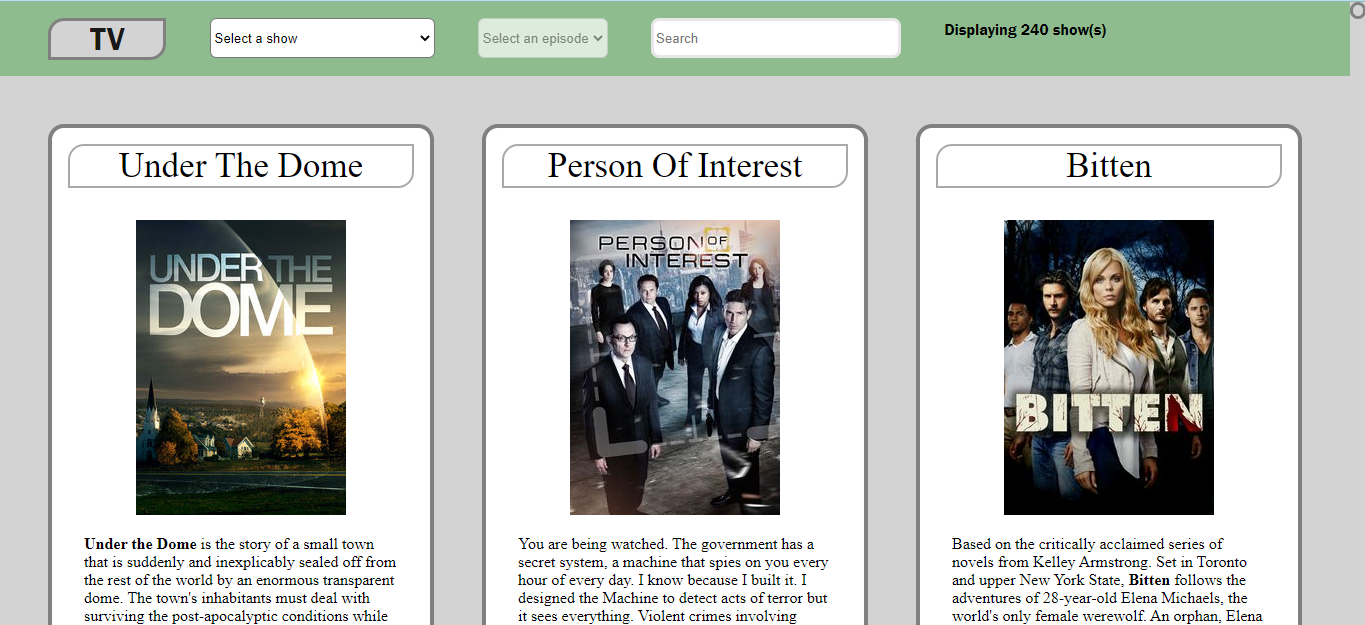 TV
Select a show
Select an episode
Search
Displaying 240 show(s)
Under The Dome
UNDER THE
DOME
Under the Dome is the story of a small town
that is suddenly and inexplicably sealed off from
the rest of the world by an enormous transparent
dome. The town's inhabitants must deal with
surviving the post-apocalyptic conditions while
Person Of Interest
PERSON OF
INTEREST
You are being watched. The government has a
secret system, a machine that spies on you every
hour of every day. I know because I built it. I
designed the Machine to detect acts of terror but
it sees everything. Violent crimes involving
Bitten
BITTEN
Based on the critically acclaimed series of
novels from Kelley Armstrong. Set in Toronto
and upper New York State, Bitten follows the
adventures of 28-year-old Elena Michaels, the
world's only female werewolf. An orphan, Elena